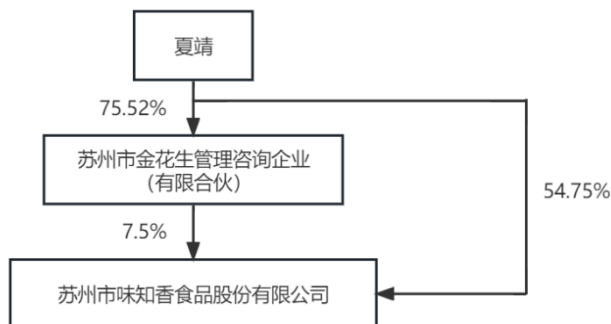 夏靖
75.52%
苏州市金花生管理咨询企业
（有限合伙）
54.75%
7.5%
苏州市味知香食品股份有限公司